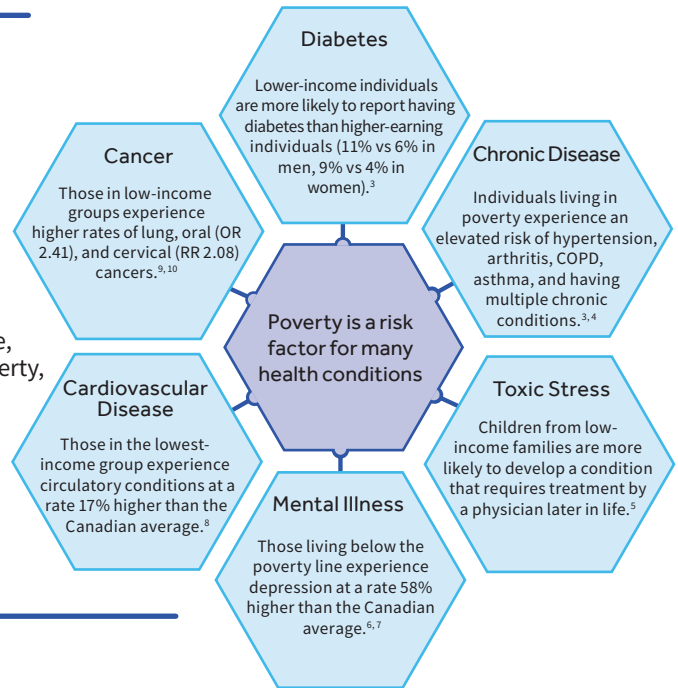 Diabetes
Lower-income individuals
are more likely to report having
diabetes than higher-earning
individuals (11% vs 6% in
men, 9% vs 4% in
women).³
Chronic Disease
Individuals living in
poverty experience an
elevated risk of hypertension,
arthritis, COPD,
asthma, and having
multiple chronic
conditions.³,⁴
Toxic Stress
Children from low-
income families are more
likely to develop a condition
that requires treatment by
a physician later in life.⁵
Mental Illness
Those living below the
poverty line experience
depression at a rate 58%
higher than the Canadian
average.⁶,⁷
Cardiovascular
Disease
Those in the lowest-
income group experience
circulatory conditions at a
rate 17% higher than the
Canadian average.⁸
Cancer
Those in low-income
groups experience
higher rates of lung, oral (OR
2.41), and cervical (RR 2.08)
cancers.⁹,¹⁰
Poverty is a risk
factor for many
health conditions